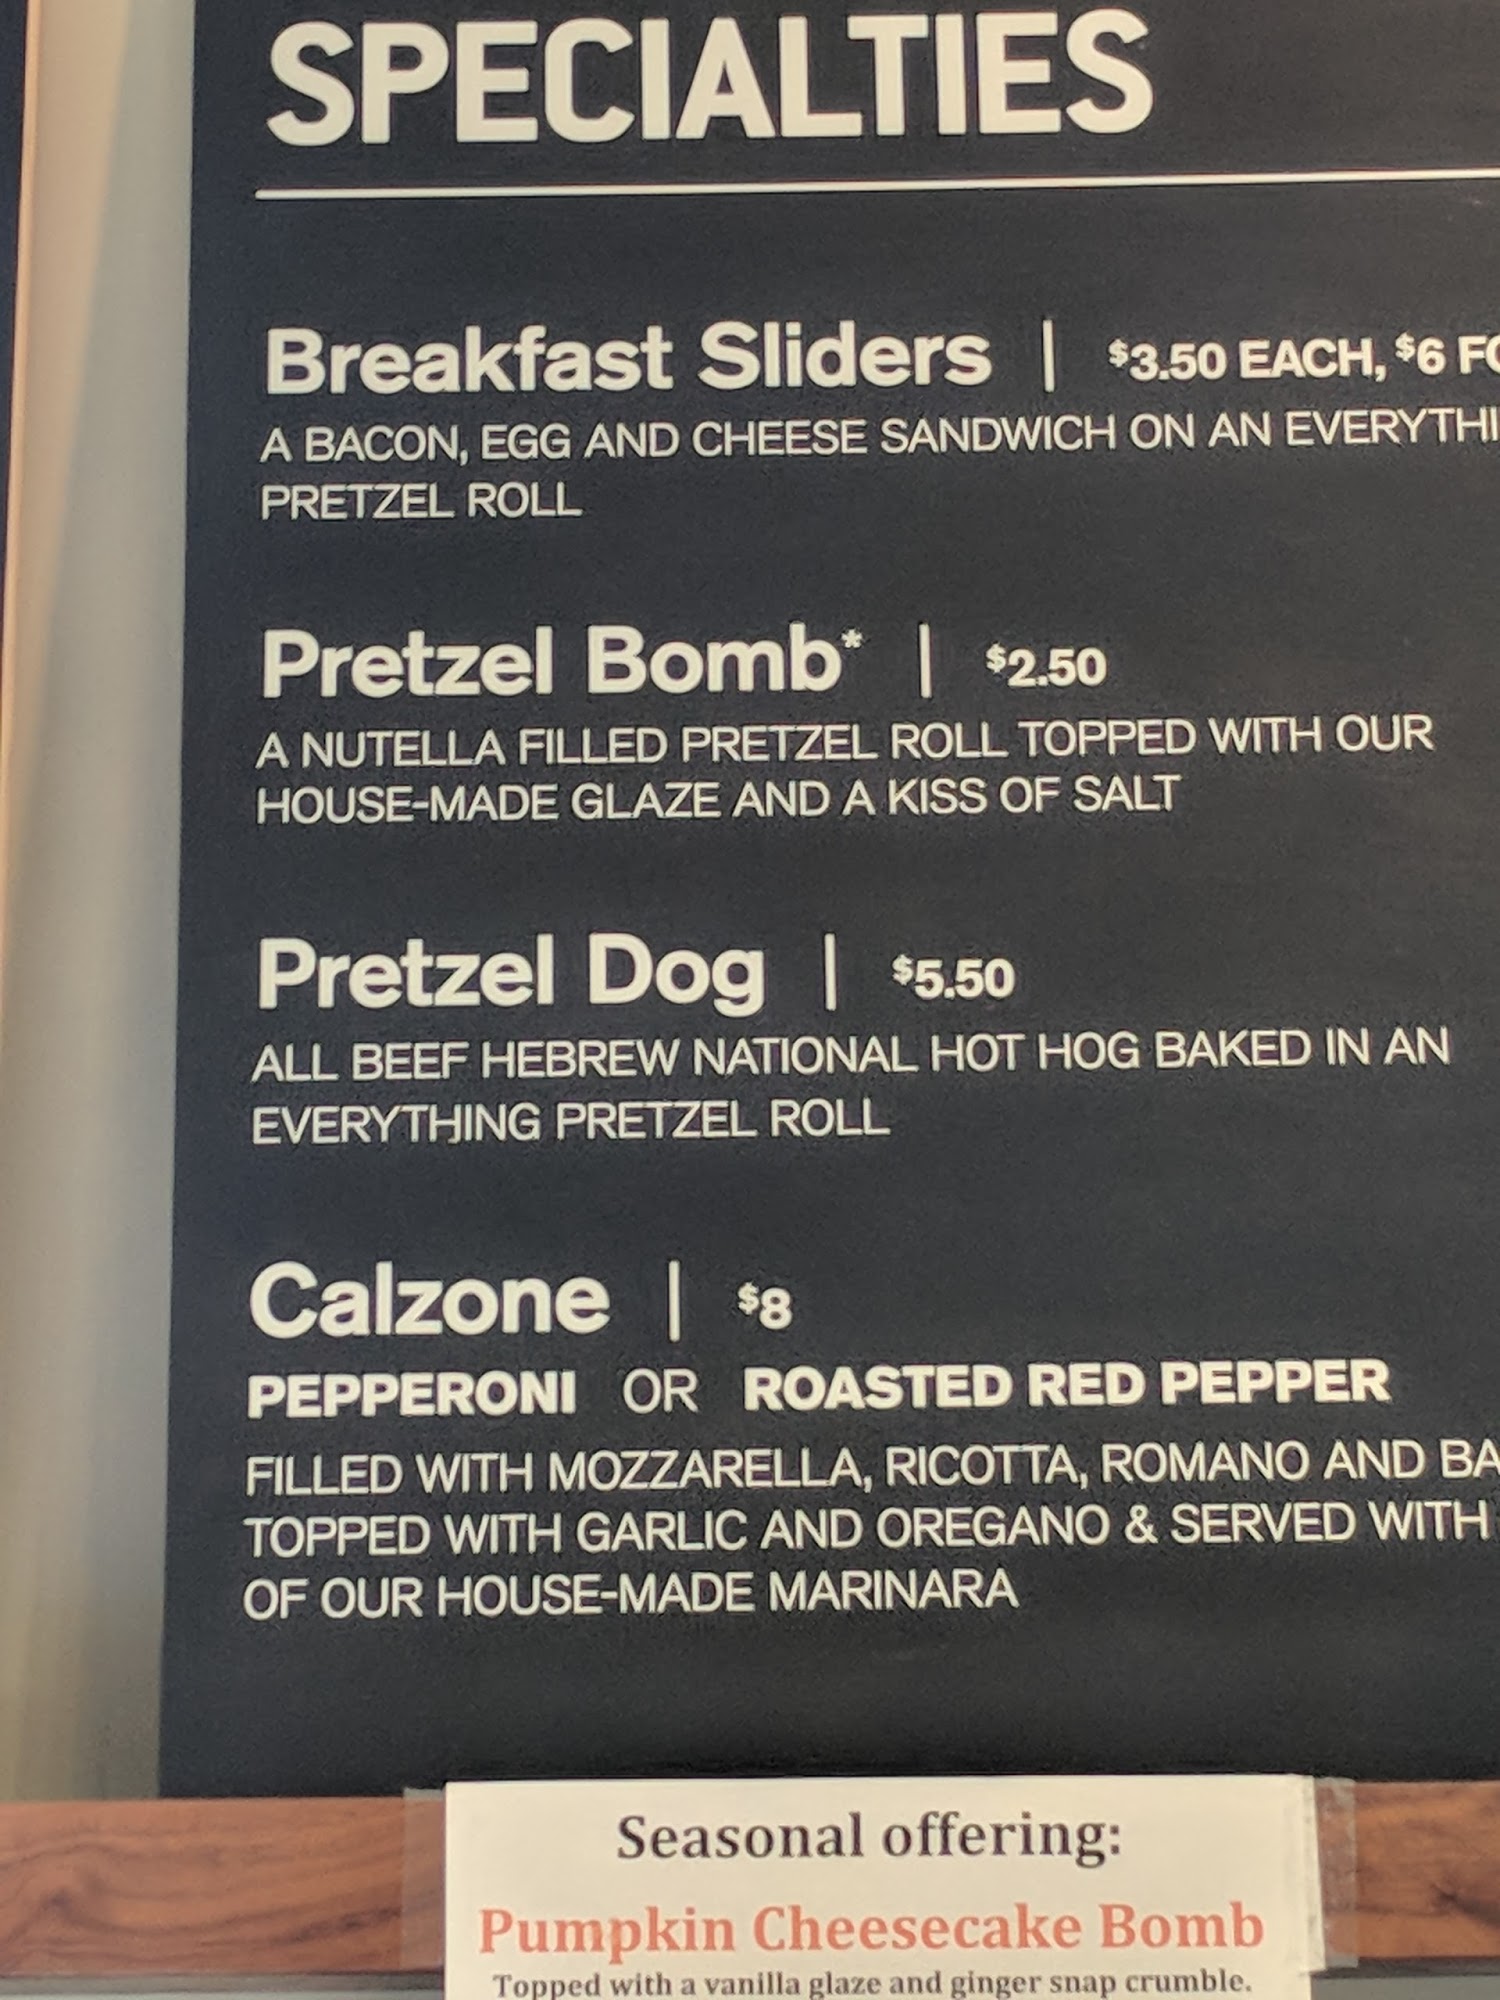 SPECIALTIES
Breakfast Sliders | $3.50 EACH, $6
A BACON, EGG AND CHEESE SANDWICH ON AN
PRETZEL ROLL
Pretzel Bomb* | $2.50
A NUTELLA FILLED PRETZEL ROLL TOPPED WITH OUR
HOUSE-MADE GLAZE AND A KISS OF SALT
Pretzel Dog | $5.50
ALL BEEF HEBREW NATIONAL HOT HOG BAKED IN AN
EVERYTHING PRETZEL ROLL
Calzone | $8
PEPPERONI OR ROASTED RED PEPPER
FILLED WITH MOZZARELLA, RICOTTA, ROMANO AND
TOPPED WITH GARLIC AND OREGANO & SERVED WITH
OF OUR HOUSE-MADE MARINARA
Seasonal offering:
Pumpkin Cheesecake Bomb
Topped with a vanilla glaze and ginger snap crumble.